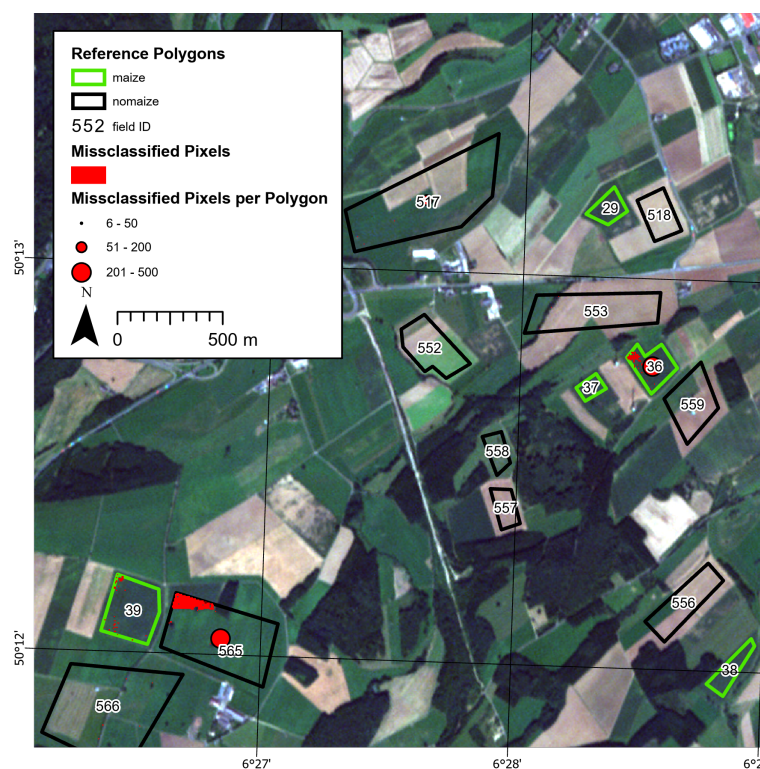 Reference Polygons
maize
nomaize
552 field ID
Missclassified Pixels
Missclassified Pixels per Polygon
6 - 50
51 - 200
201 - 500
N
0 500 m
517
29
518
553
552
36
37
559
558
557
556
39
565
38
566
50°13'
50°12'
6°27' 6°28' 6°2